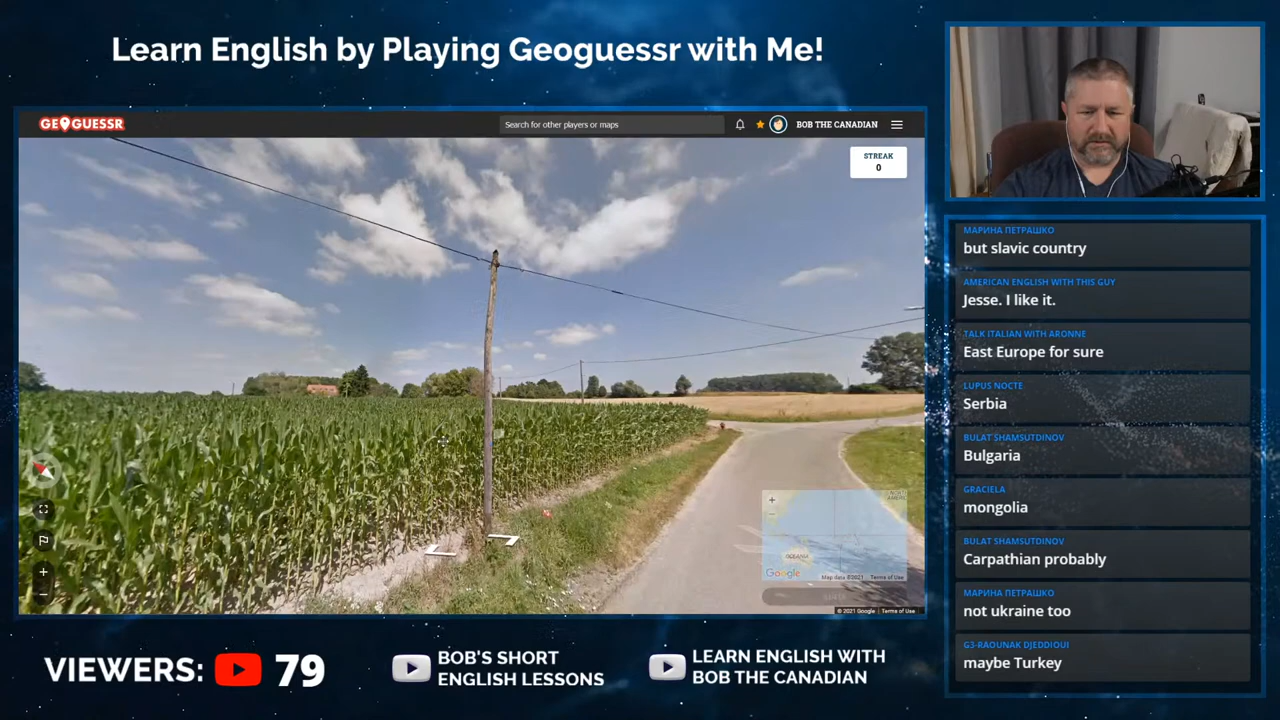 Learn English by Playing Geoguessr with Me!
GEOGUESSR
Search for other players or maps
BOB THE CANADIAN
STREAK
0
OCEANIA
Google
Map data ©2021
Terms of Use
© 2021 Google
Terms of Use
МАРИНА ПЕТРАШКО
but slavic country
AMERICAN ENGLISH WITH THIS GUY
Jesse. I like it.
TALK ITALIAN WITH ARONNE
East Europe for sure
LUPUS NOCTE
Serbia
BULAT SHAMSUTDINOV
Bulgaria
GRACIELA
mongolia
BULAT SHAMSUTDINOV
Carpathian probably
МАРИНА ПЕТРАШКО
not ukraine too
G3-RAOUNAK DJEDDIOUI
maybe Turkey
VIEWERS: 79
BOB'S SHORT
ENGLISH LESSONS
LEARN ENGLISH WITH
BOB THE CANADIAN